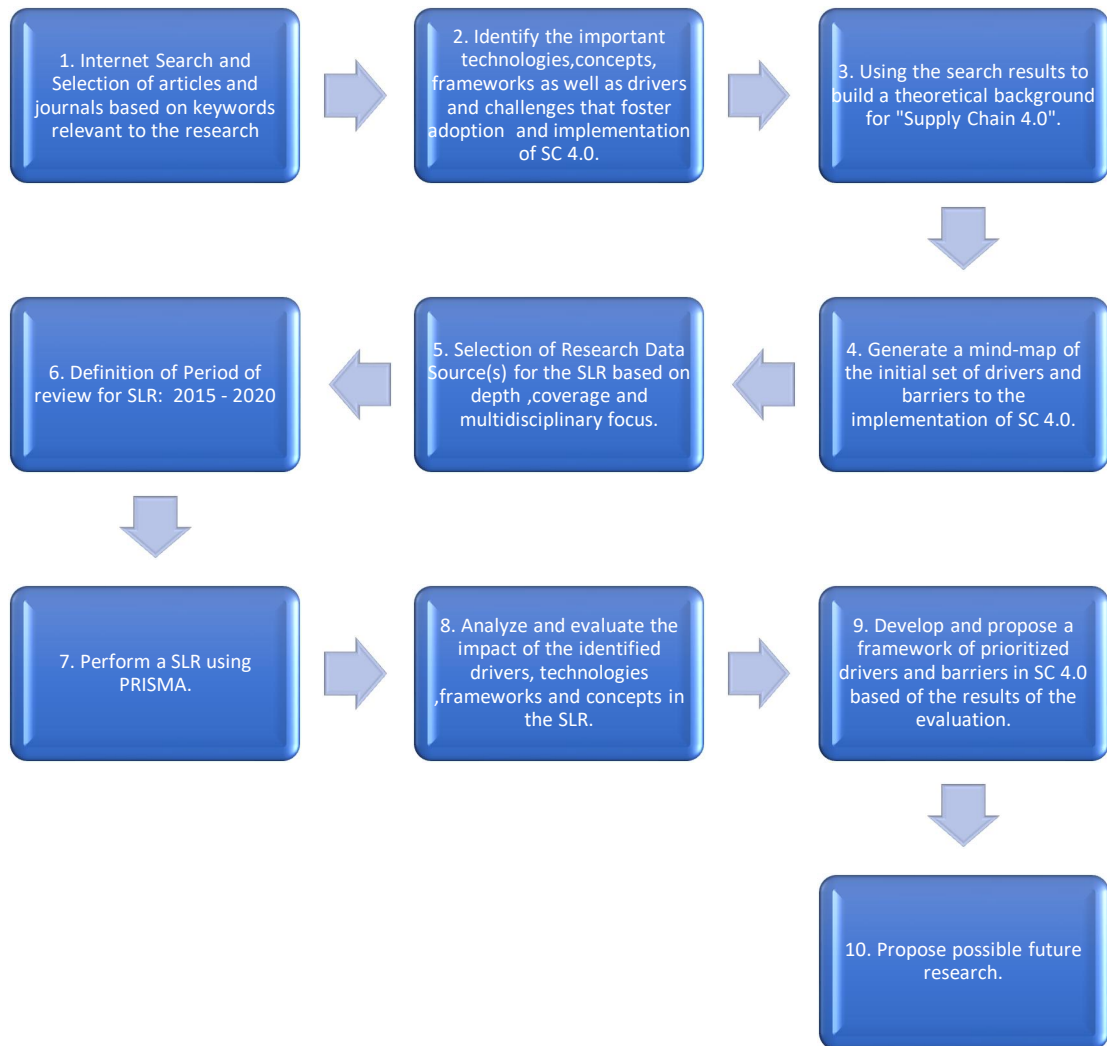 1. Internet Search and
Selection of articles and
journals based on keywords
relevant to the research
2. Identify the important
technologies,concepts,
frameworks as well as drivers
and challenges that foster
adoption and implementation
of SC 4.0.
3. Using the search results to
build a theoretical background
for "Supply Chain 4.0".
4. Generate a mind-map of
the initial set of drivers and
barriers to the
implementation of SC 4.0.
5. Selection of Research Data
Source(s) for the SLR based on
depth ,coverage and
multidisciplinary focus.
6. Definition of Period of
review for SLR: 2015 - 2020
7. Perform a SLR using
PRISMA.
8. Analyze and evaluate the
impact of the identified
drivers, technologies
,frameworks and concepts in
the SLR.
9. Develop and propose a
framework of prioritized
drivers and barriers in SC 4.0
based of the results of the
evaluation.
10. Propose possible future
research.